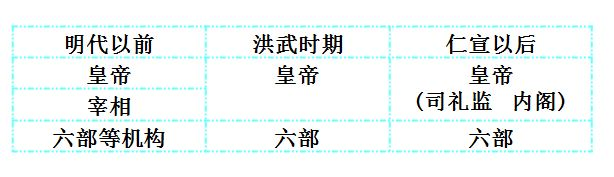 明代以前 洪武时期 仁宣以后
皇帝 皇帝 皇帝
宰相 (司礼监 内阁)
六部等机构 六部 六部